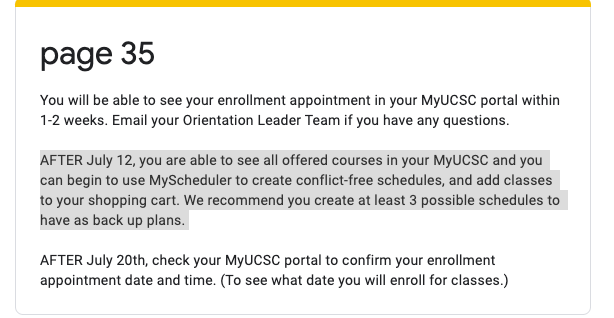 page 35
You will be able to see your enrollment appointment in your MyUCSC portal within
1-2 weeks. Email your Orientation Leader Team if you have any questions.
AFTER July 12, you are able to see all offered courses in your MyUCSC and you
can begin to use MyScheduler to create conflict-free schedules, and add classes
to your shopping cart. We recommend you create at least 3 possible schedules to
have as back up plans.
AFTER July 20th, check your MyUCSC portal to confirm your enrollment
appointment date and time. (To see what date you will enroll for classes.)